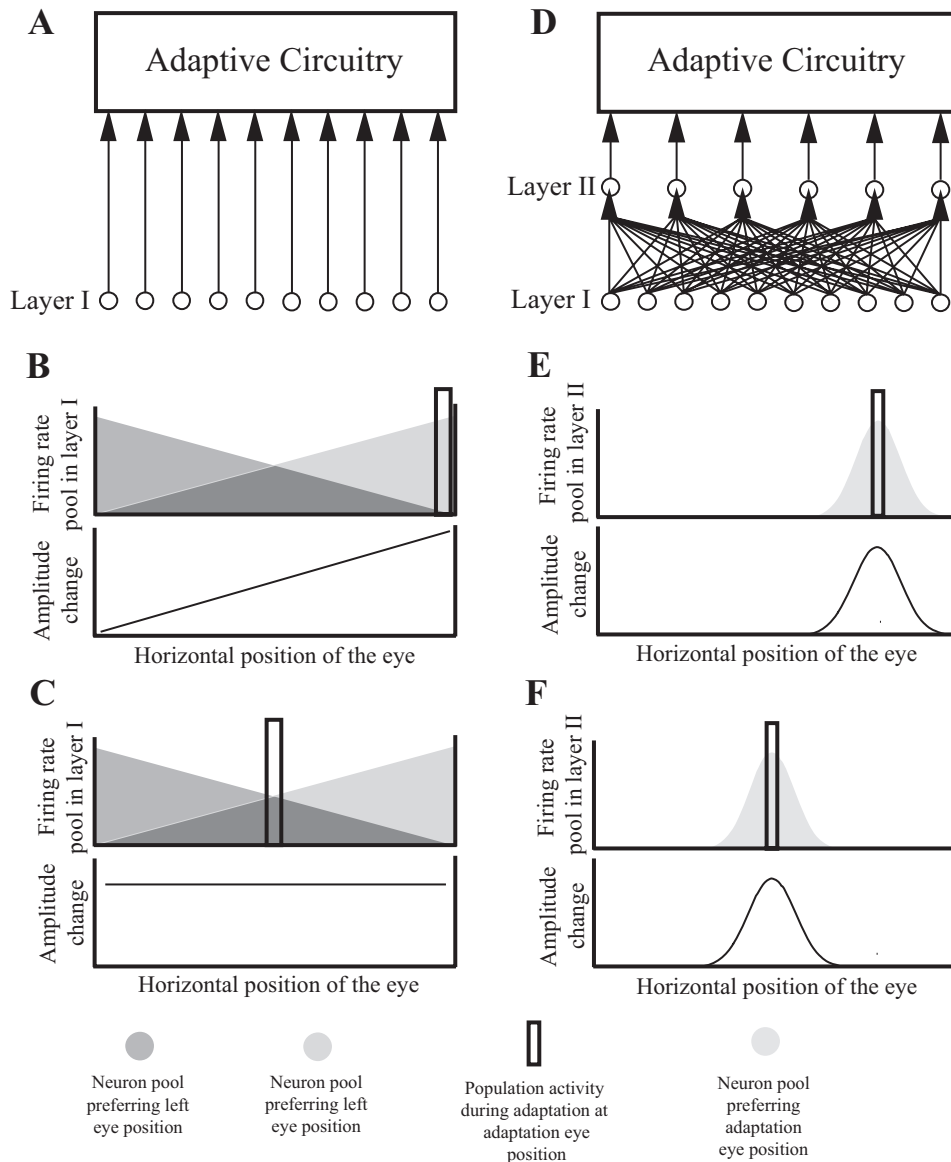 A
Adaptive Circuitry
Layer I
B
Firing rate
pool in layer I
Amplitude
change
Horizontal position of the eye
C
Firing rate
pool in layer I
Amplitude
change
Horizontal position of the eye
D
Adaptive Circuitry
Layer II
Layer I
E
Firing rate
pool in layer II
Amplitude
change
Horizontal position of the eye
F
Firing rate
pool in layer II
Amplitude
change
Horizontal position of the eye
Neuron pool
preferring left
eye position
Neuron pool
preferring left
eye position
Population activity
during adaptation at
adaptation eye
position
Neuron pool
preferring
adaptation
eye position